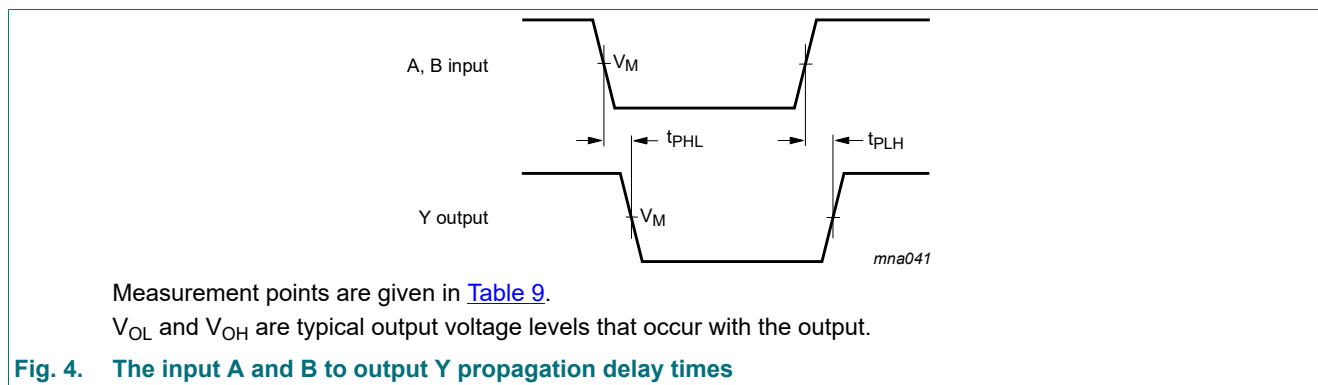 A, B input
VM
tPHL
tPLH
Y output
VM
mna041
Measurement points are given in Table 9.
VOL and VOH are typical output voltage levels that occur with the output.
Fig. 4. The input A and B to output Y propagation delay times